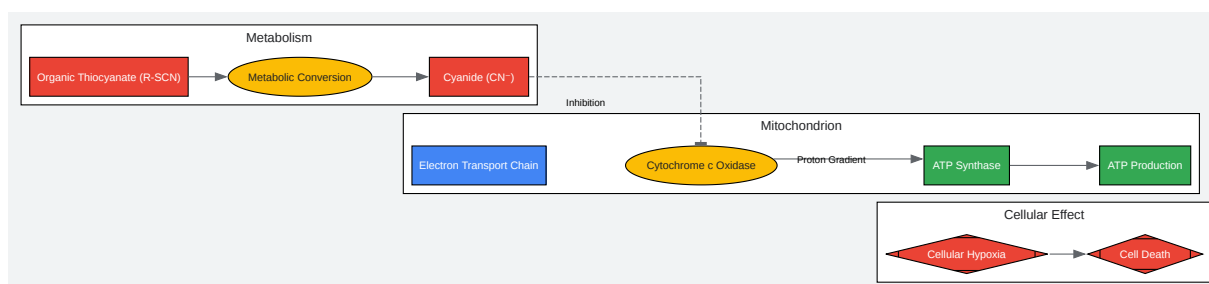 Metabolism
Organic Thiocyanate (R-SCN)
Metabolic Conversion
Cyanide (CN⁻)
Inhibition
Mitochondrion
Electron Transport Chain
Cytochrome c Oxidase
Proton Gradient
ATP Synthase
ATP Production
Cellular Effect
Cellular Hypoxia
Cell Death